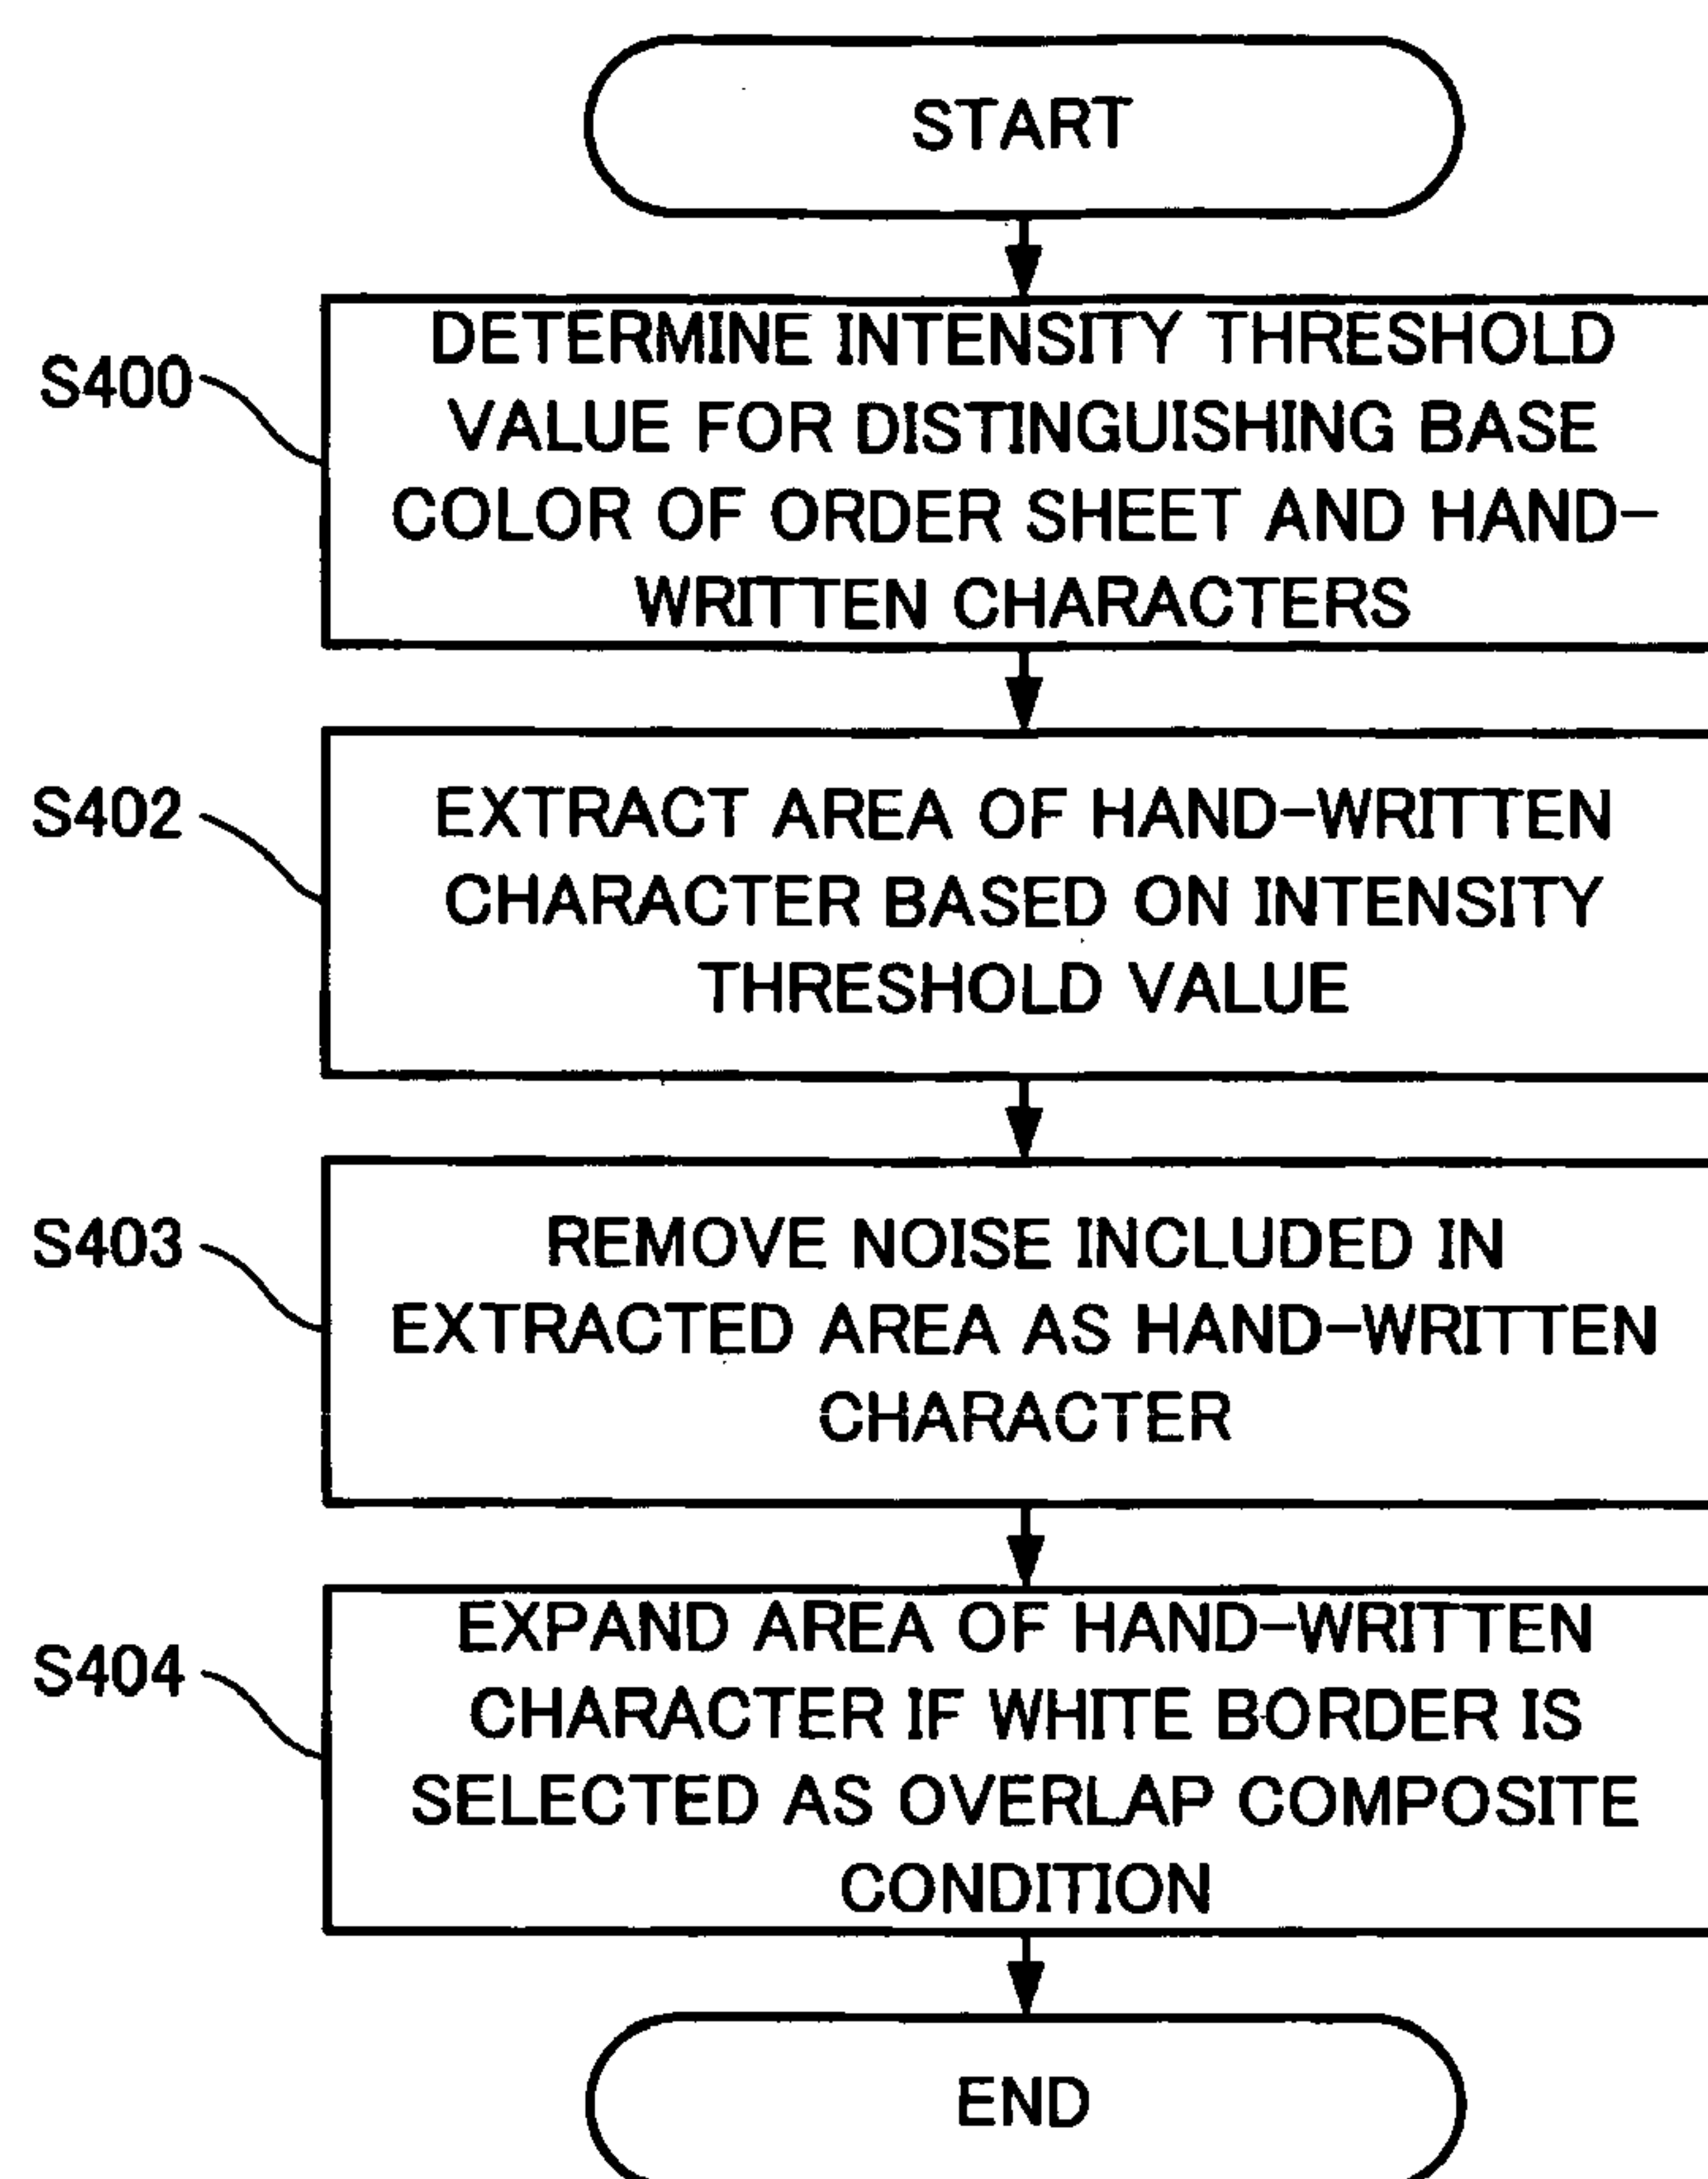 START
S400
DETERMINE INTENSITY THRESHOLD
VALUE FOR DISTINGUISHING BASE
COLOR OF ORDER SHEET AND HAND-
WRITTEN CHARACTERS
S402
EXTRACT AREA OF HAND-WRITTEN
CHARACTER BASED ON INTENSITY
THRESHOLD VALUE
S403
REMOVE NOISE INCLUDED IN
EXTRACTED AREA AS HAND-WRITTEN
CHARACTER
S404
EXPAND AREA OF HAND-WRITTEN
CHARACTER IF WHITE BORDER IS
SELECTED AS OVERLAP COMPOSITE
CONDITION
END